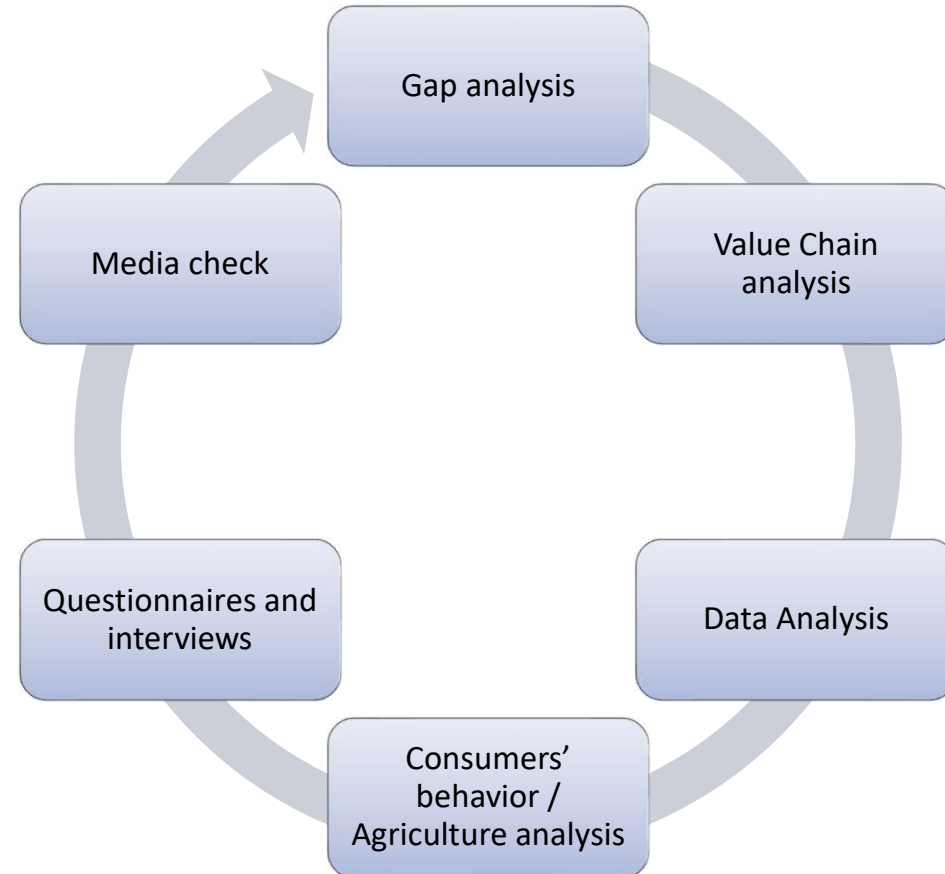 Gap analysis
Value Chain
analysis
Data Analysis
Consumers’
behavior /
Agriculture analysis
Questionnaires and
interviews
Media check